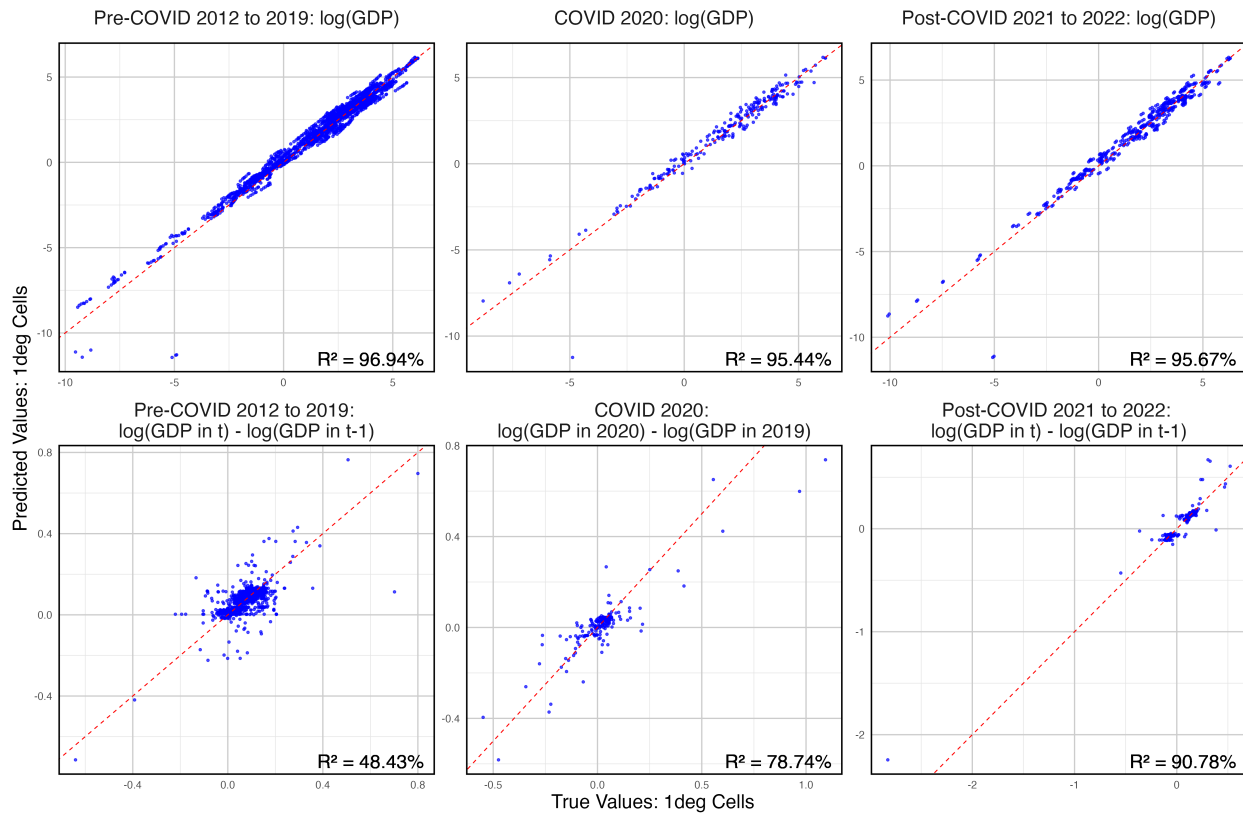 Pre-COVID 2012 to 2019: log(GDP)
COVID 2020: log(GDP)
Post-COVID 2021 to 2022: log(GDP)
5
0
-5
-10
-10
-5
0
5
R² = 96.94%
5
0
-5
-10
-5
0
5
R² = 95.44%
5
0
-5
-10
-10
-5
0
5
R² = 95.67%
Predicted Values: 1deg Cells
Pre-COVID 2012 to 2019:
log(GDP in t) - log(GDP in t-1)
COVID 2020:
log(GDP in 2020) - log(GDP in 2019)
Post-COVID 2021 to 2022:
log(GDP in t) - log(GDP in t-1)
0.8
0.4
0.0
-0.4
-0.4
0.0
0.4
0.8
R² = 48.43%
0.8
0.4
0.0
-0.4
-0.5
0.0
0.5
1.0
R² = 78.74%
0
-1
-2
-2
-1
0
R² = 90.78%
True Values: 1deg Cells